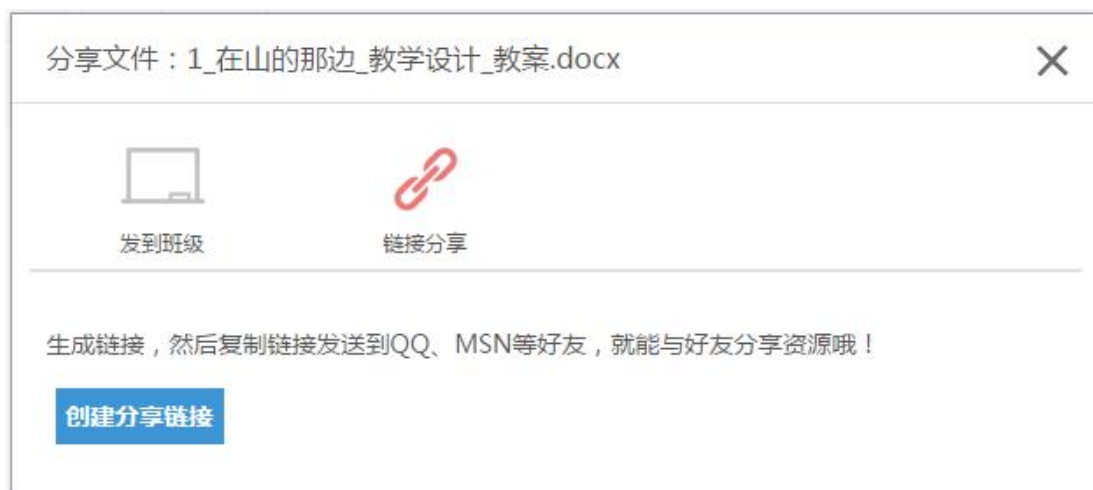 分享文件：1_在山的那边_教学设计_教案.docx
发到班级
链接分享
生成链接，然后复制链接发送到QQ、MSN等好友，就能与好友分享资源哦！
创建分享链接